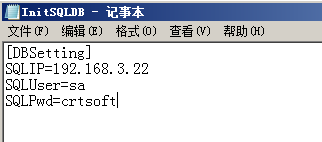 InitSQLDB - 记事本
文件(F) 编辑(E) 格式(O) 查看(V) 帮助(H)
[DBSetting]
SQLIP=192.168.3.22
SQLUser=sa
SQLPwd=crtsoft